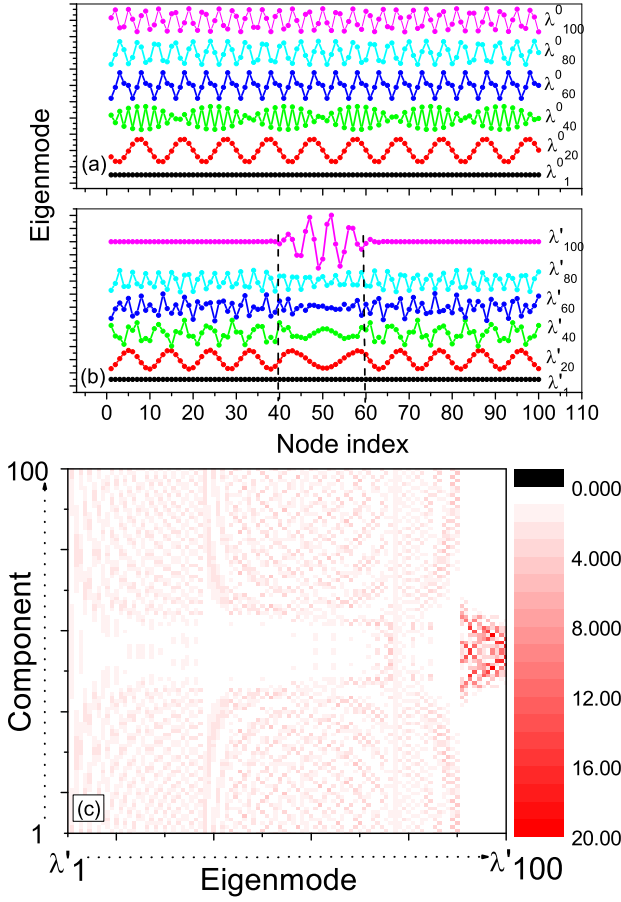 Eigenmode
λ⁰₁₀₀
λ⁰₈₀
λ⁰₆₀
λ⁰₄₀
λ⁰₂₀
λ⁰₁
(a)
λ'₁₀₀
λ'₈₀
λ'₆₀
λ'₄₀
λ'₂₀
λ'₁
(b)
0 10 20 30 40 50 60 70 80 90 100 110
Node index
100
Component
1
(c)
0.000
4.000
8.000
12.00
16.00
20.00
λ'1 λ'100
Eigenmode